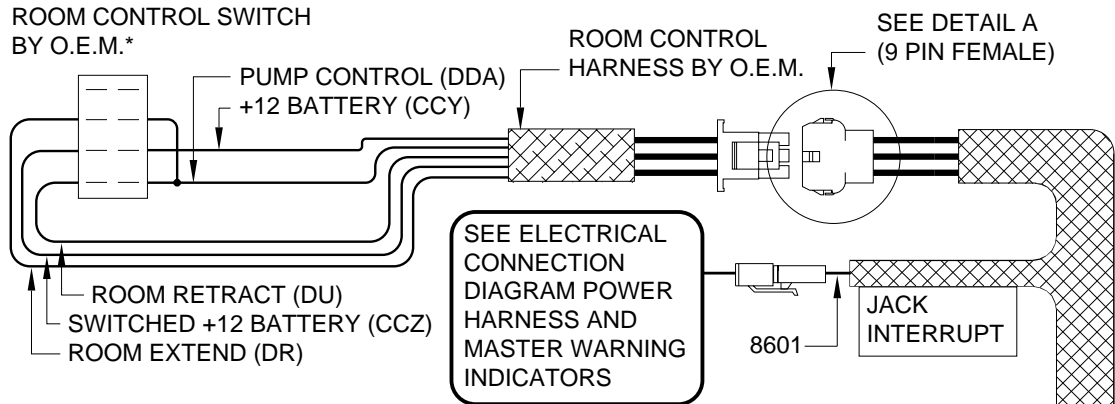 ROOM CONTROL SWITCH
BY O.E.M.*
PUMP CONTROL (DDA)
+12 BATTERY (CCY)
ROOM CONTROL
HARNESS BY O.E.M.
SEE DETAIL A
(9 PIN FEMALE)
ROOM RETRACT (DU)
SWITCHED +12 BATTERY (CCZ)
ROOM EXTEND (DR)
SEE ELECTRICAL
CONNECTION
DIAGRAM POWER
HARNESS AND
MASTER WARNING
INDICATORS
8601
JACK
INTERRUPT